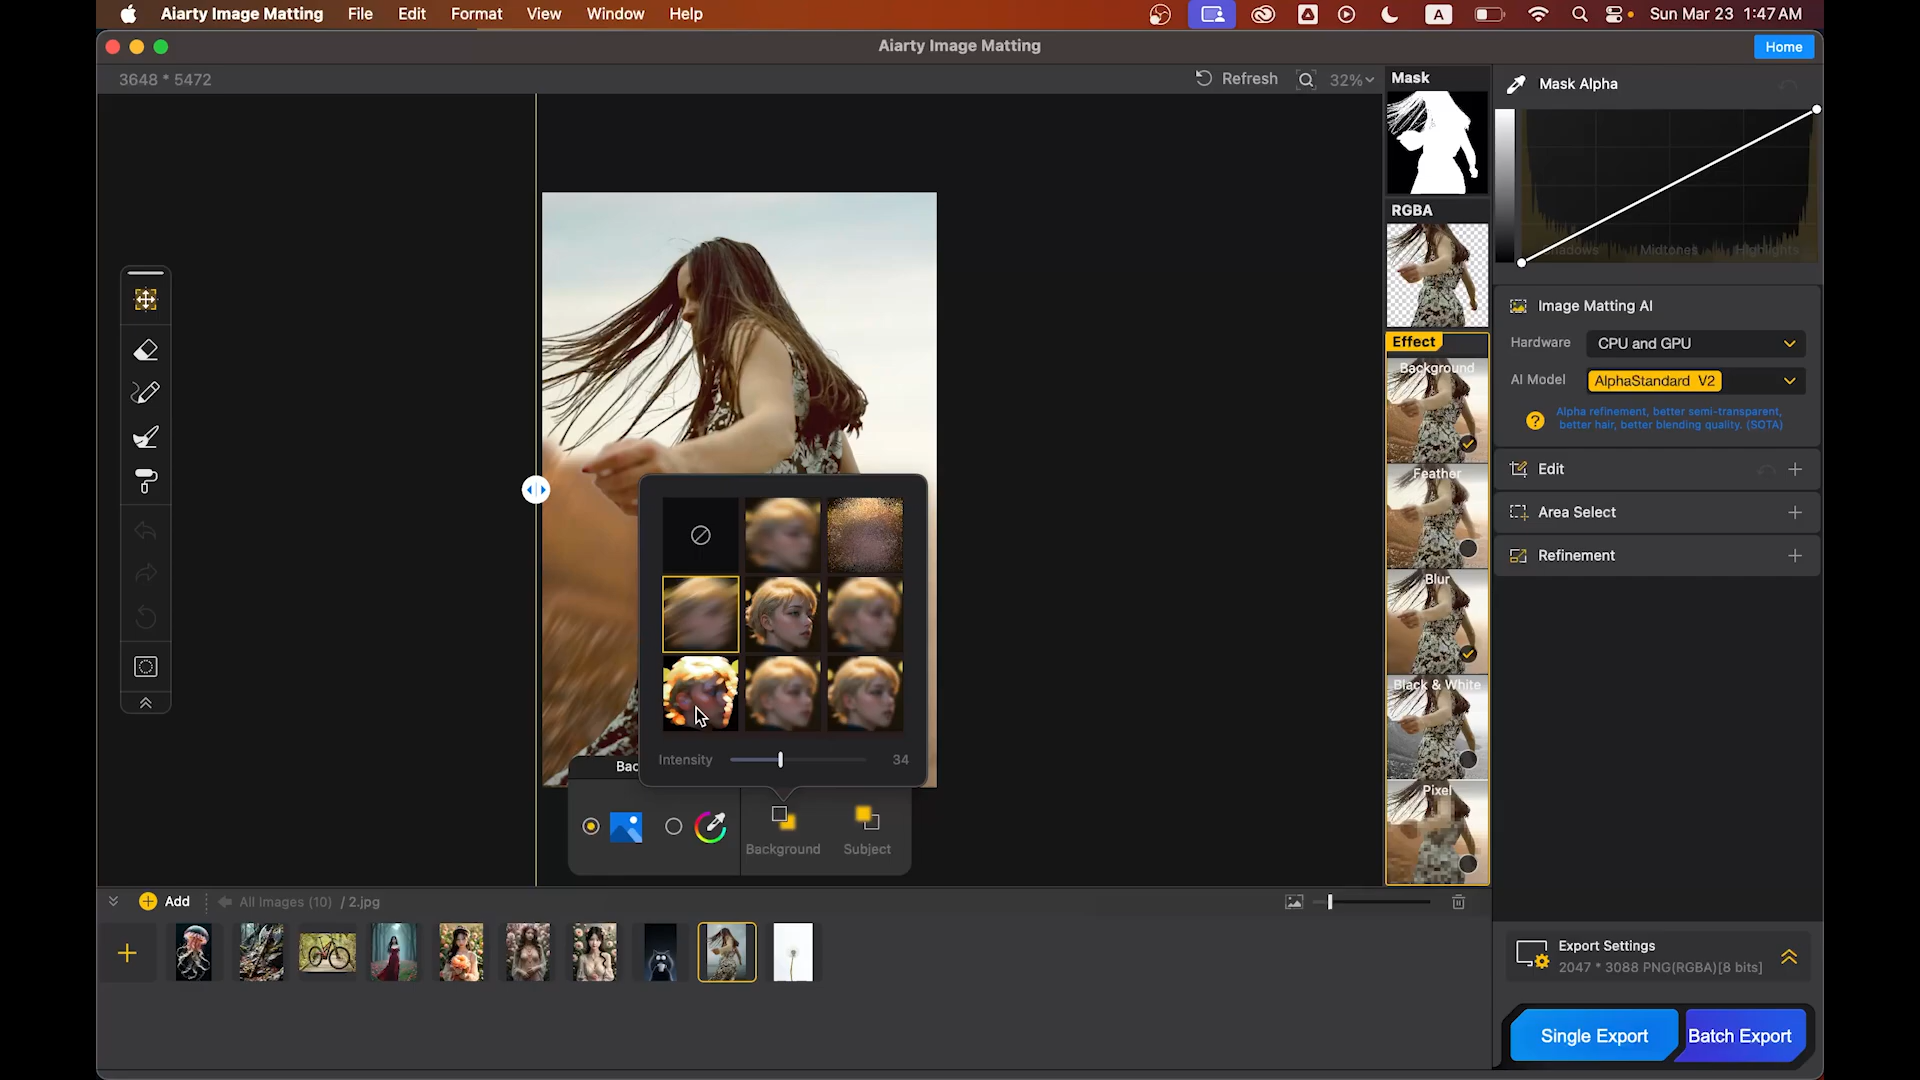 Aiarty Image Matting File Edit Format View Window Help A Sun Mar 23 1:47 AM
Aiarty Image Matting
Home
3648 * 5472
Refresh
32%
Mask
RGBA
Effect
Background
Feather
Blur
Black & White
Pixel
Mask Alpha
Midtones
Highlights
Image Matting AI
Hardware CPU and GPU
AI Model AlphaStandard V2
? Alpha refinement, better semi-transparent,
better hair, better blending quality. (SOTA)
Edit
Area Select
Refinement
Intensity 34
Background
Subject
Add All Images (10) / 2.jpg
Export Settings
2047 * 3088 PNG(RGBA)[8 bits]
Single Export
Batch Export